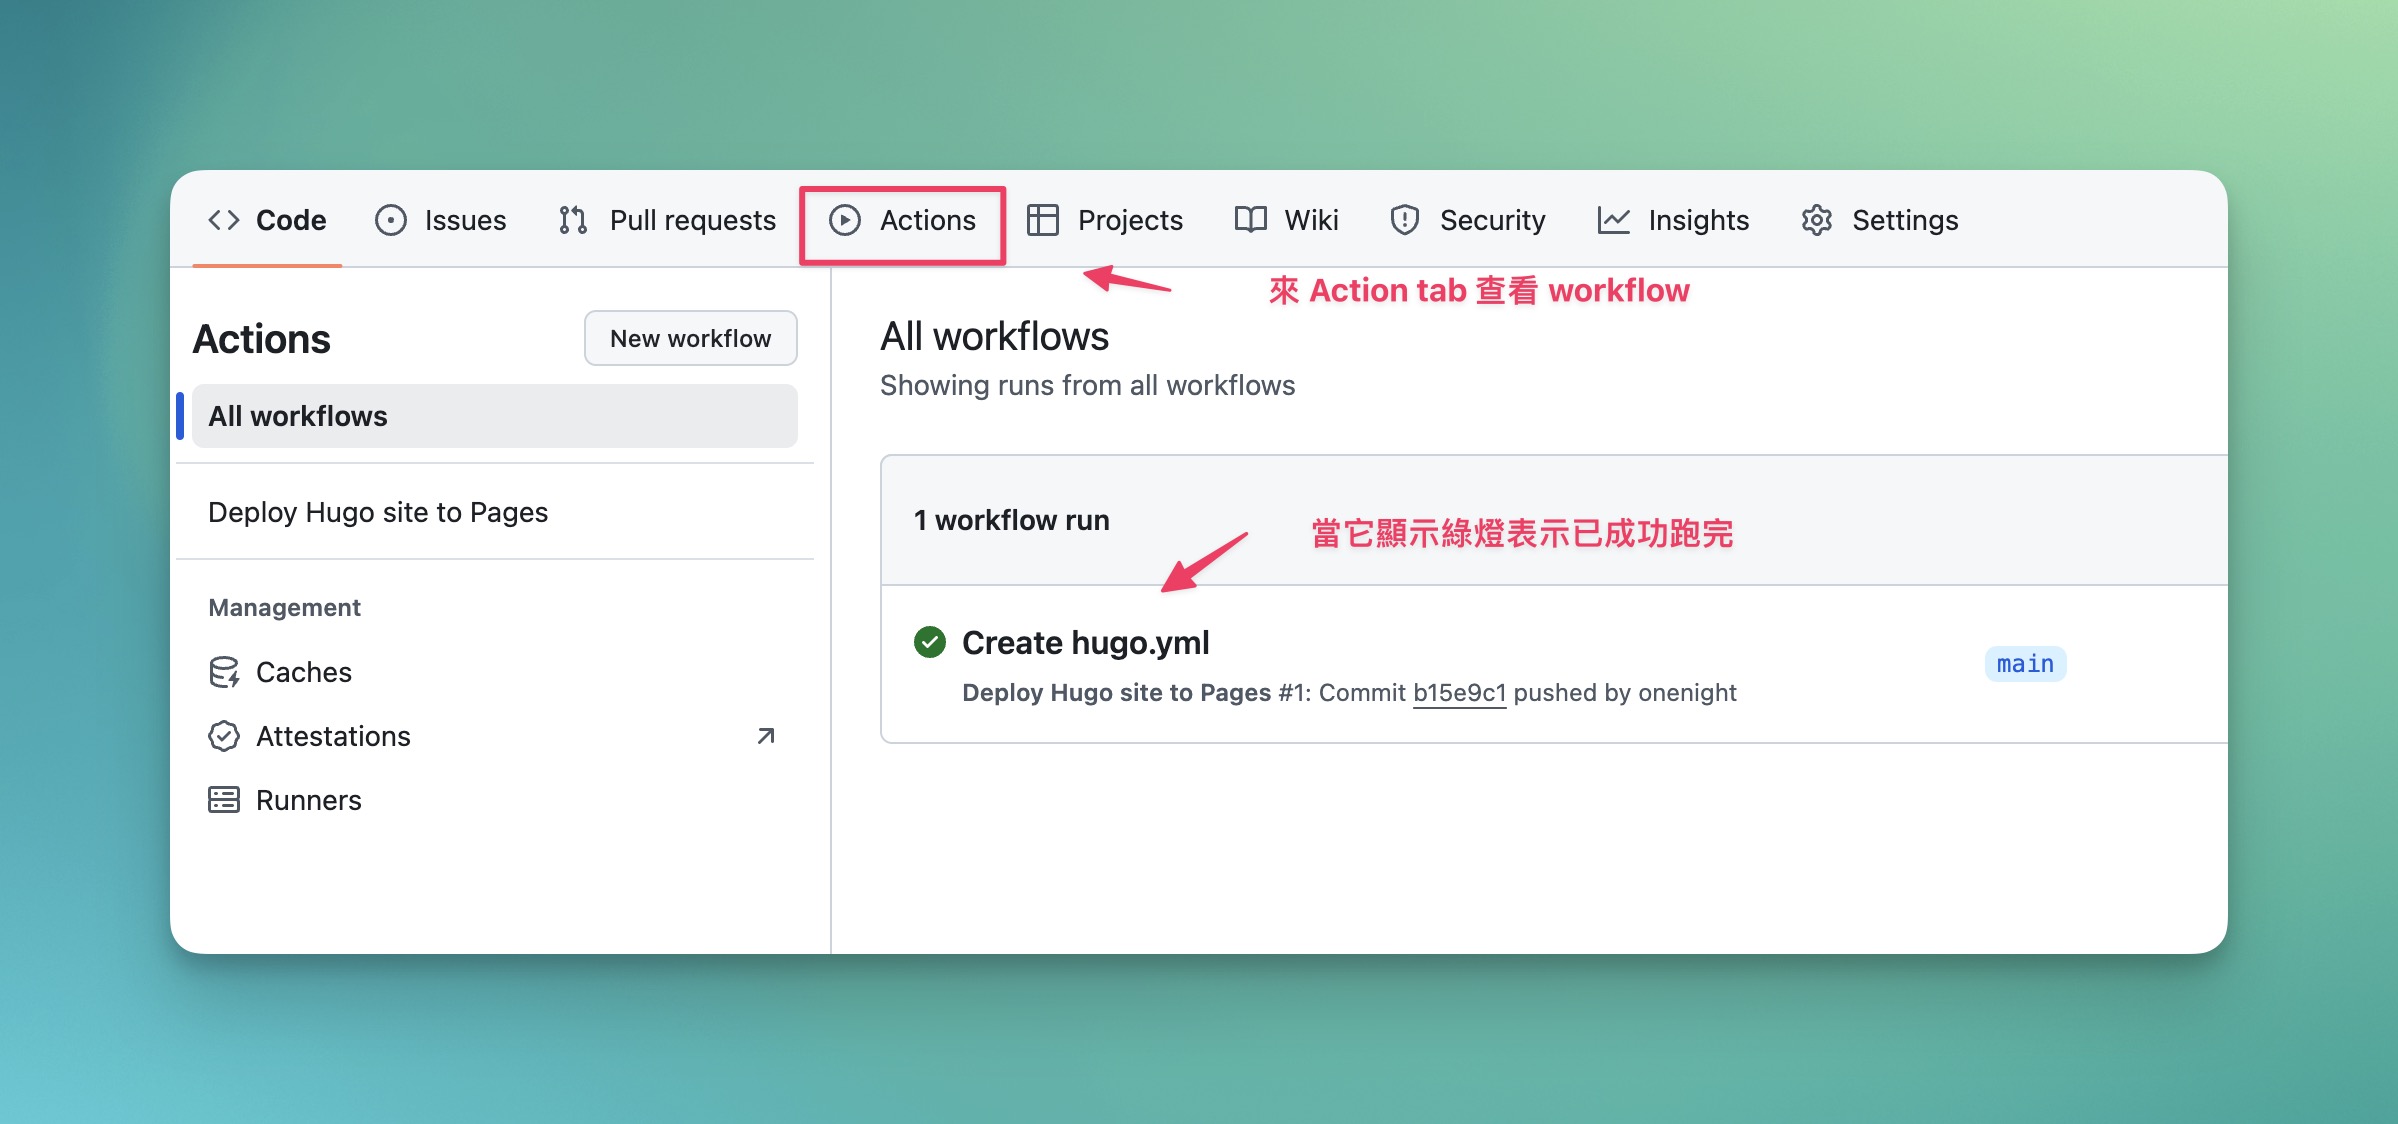 Code Issues Pull requests Actions Projects Wiki Security Insights Settings
來 Action tab 查看 workflow
Actions
New workflow
All workflows
Deploy Hugo site to Pages
Management
Caches
Attestations
Runners
All workflows
Showing runs from all workflows
1 workflow run
當它顯示綠燈表示已成功跑完
Create hugo.yml
Deploy Hugo site to Pages #1: Commit b15e9c1 pushed by onenight
main